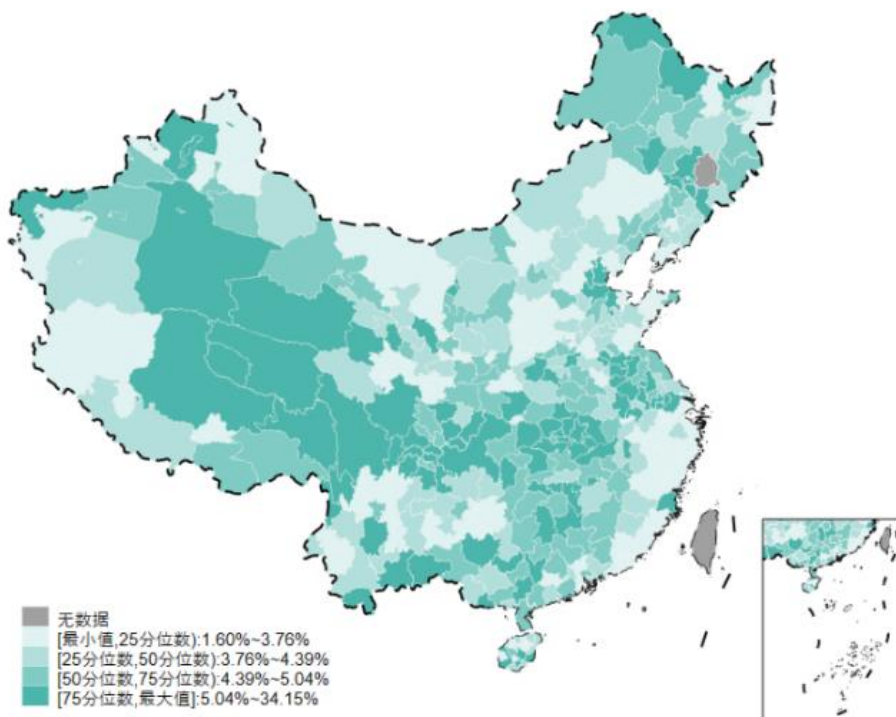 无数据
[最小值,25分位数):1.60%~3.76%
[25分位数,50分位数):3.76%~4.39%
[50分位数,75分位数):4.39%~5.04%
[75分位数,最大值]:5.04%~34.15%